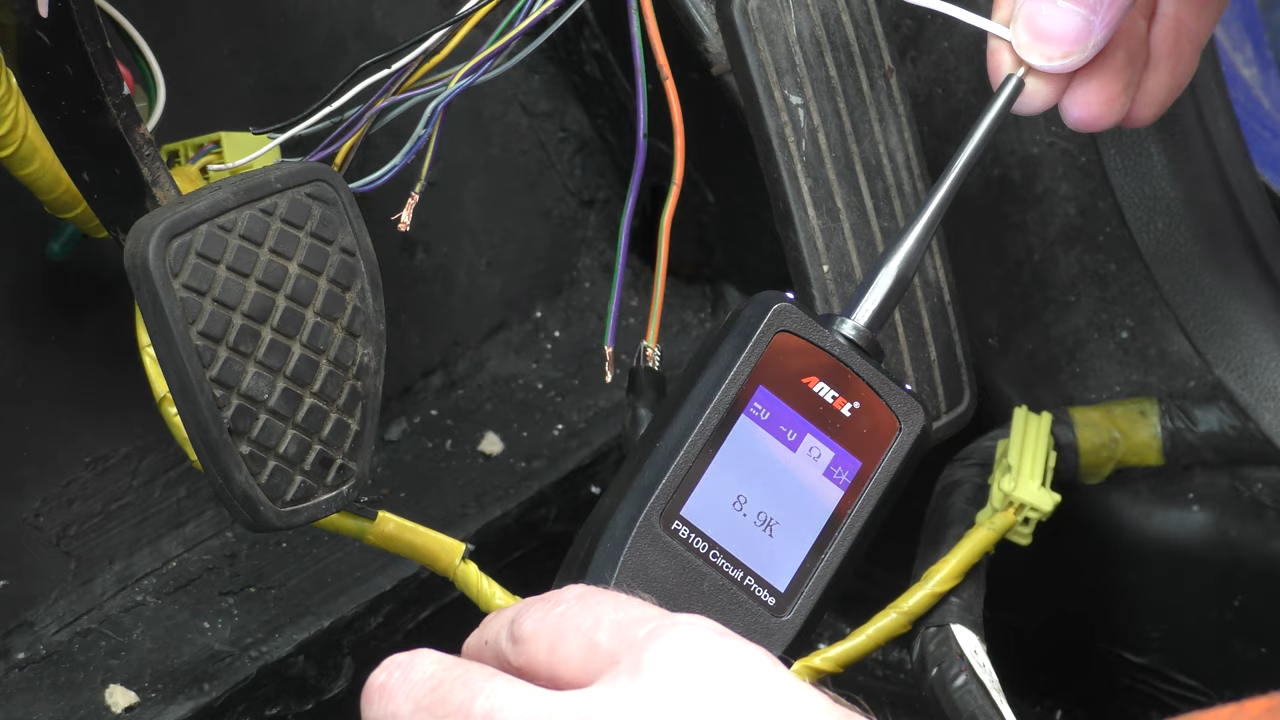 ANCEL®
⎓V ~V Ω
8.9K
PB100 Circuit Probe